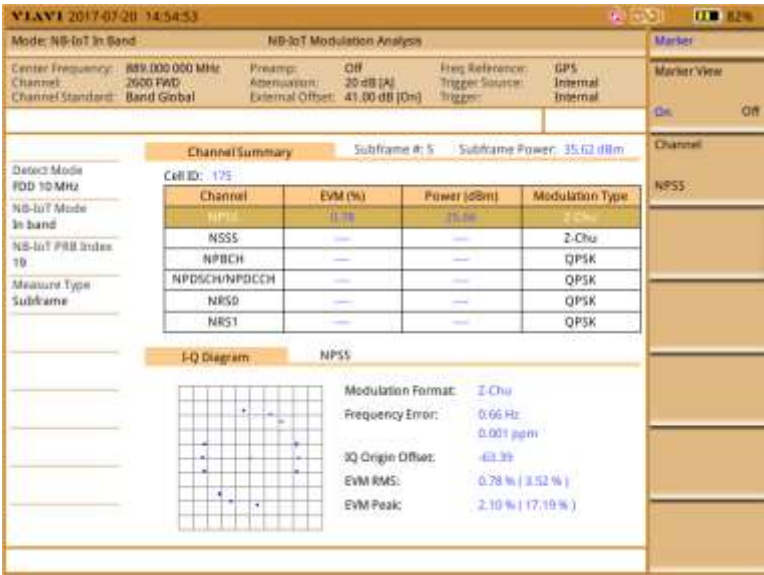 VIAVI 2017-07-20 14:54:53 82%
Mode: NB-IoT In Band NB-IoT Modulation Analysis Marker
Center Frequency: 889.000 000 MHz Preamp: Off Freq Reference: GPS
Channel: 2600 FWD Attenuation: 20 dB [A] Trigger Source: Internal
Channel Standard: Band Global External Offset: 41.00 dB [On] Trigger: Internal
Marker View
On Off
Channel Summary Subframe #: 5 Subframe Power: 35.62 dBm
Channel
NPSS
Detect Mode
FDD 10 MHz
NB-IoT Mode
In band
NB-IoT PRB Index
19
Measure Type
Subframe
Cell ID: 175
Channel EVM (%) Power (dBm) Modulation Type
NPSS 0.78 Z-Chu
NSSS --- --- Z-Chu
NPBCH --- --- QPSK
NPDSCH/NPDCCH --- --- QPSK
NRS0 --- --- QPSK
NRS1 --- --- QPSK
I-Q Diagram NPSS
Modulation Format: Z-Chu
Frequency Error: 0.66 Hz
0.001 ppm
IQ Origin Offset: -63.39
EVM RMS: 0.78 % ( 3.52 % )
EVM Peak: 2.10 % ( 17.19 % )